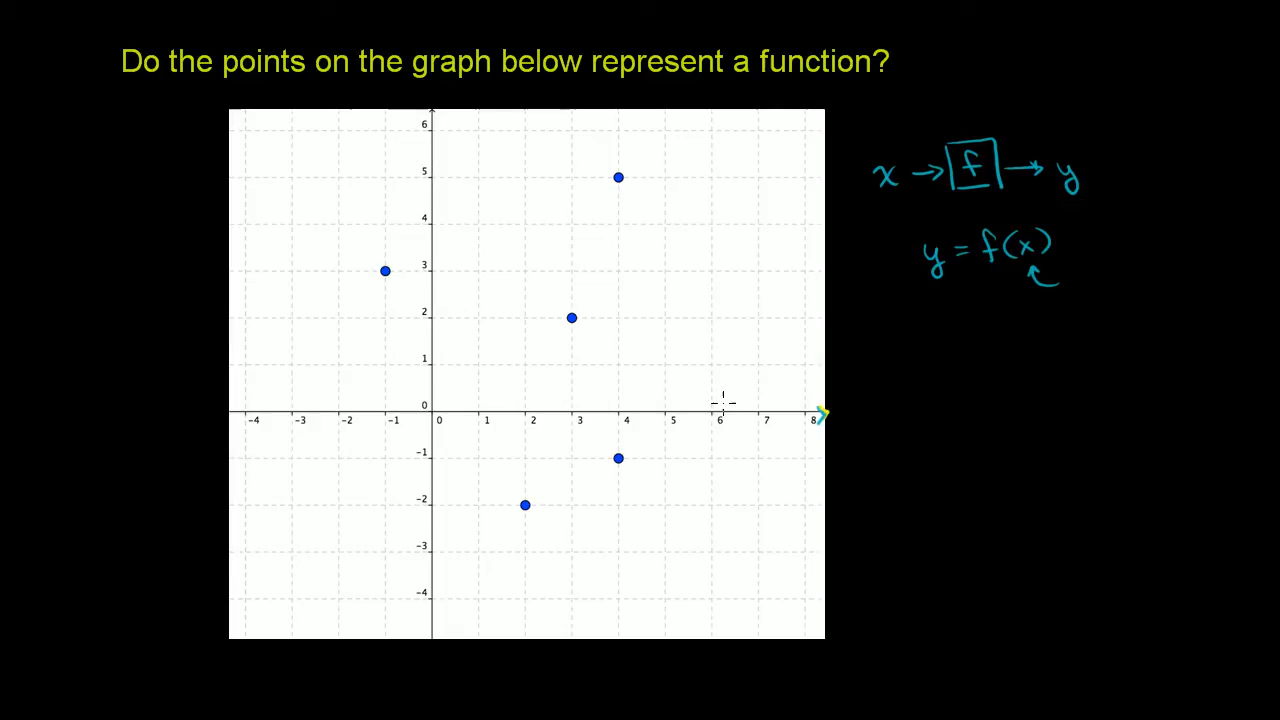 Do the points on the graph below represent a function?
x → f → y
y = f(x)
6
5
4
3
2
1
0
-1
-2
-3
-4
-4 -3 -2 -1 0 1 2 3 4 5 6 7 8